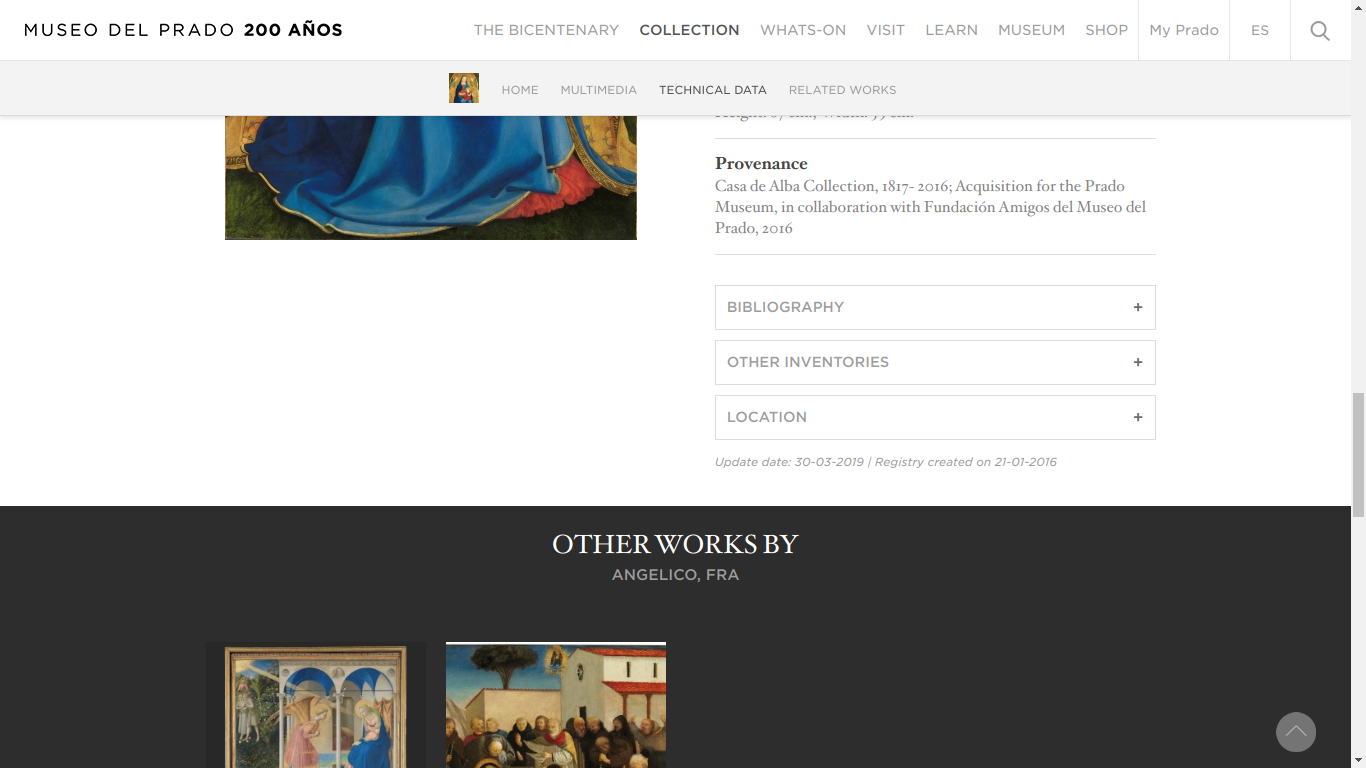 MUSEO DEL PRADO 200 AÑOS
THE BICENTENARY COLLECTION WHATS-ON VISIT LEARN MUSEUM SHOP My Prado ES
HOME MULTIMEDIA TECHNICAL DATA RELATED WORKS
Provenance
Casa de Alba Collection, 1817- 2016; Acquisition for the Prado
Museum, in collaboration with Fundación Amigos del Museo del
Prado, 2016
BIBLIOGRAPHY +
OTHER INVENTORIES +
LOCATION +
Update date: 30-03-2019 | Registry created on 21-01-2016
OTHER WORKS BY
ANGELICO, FRA